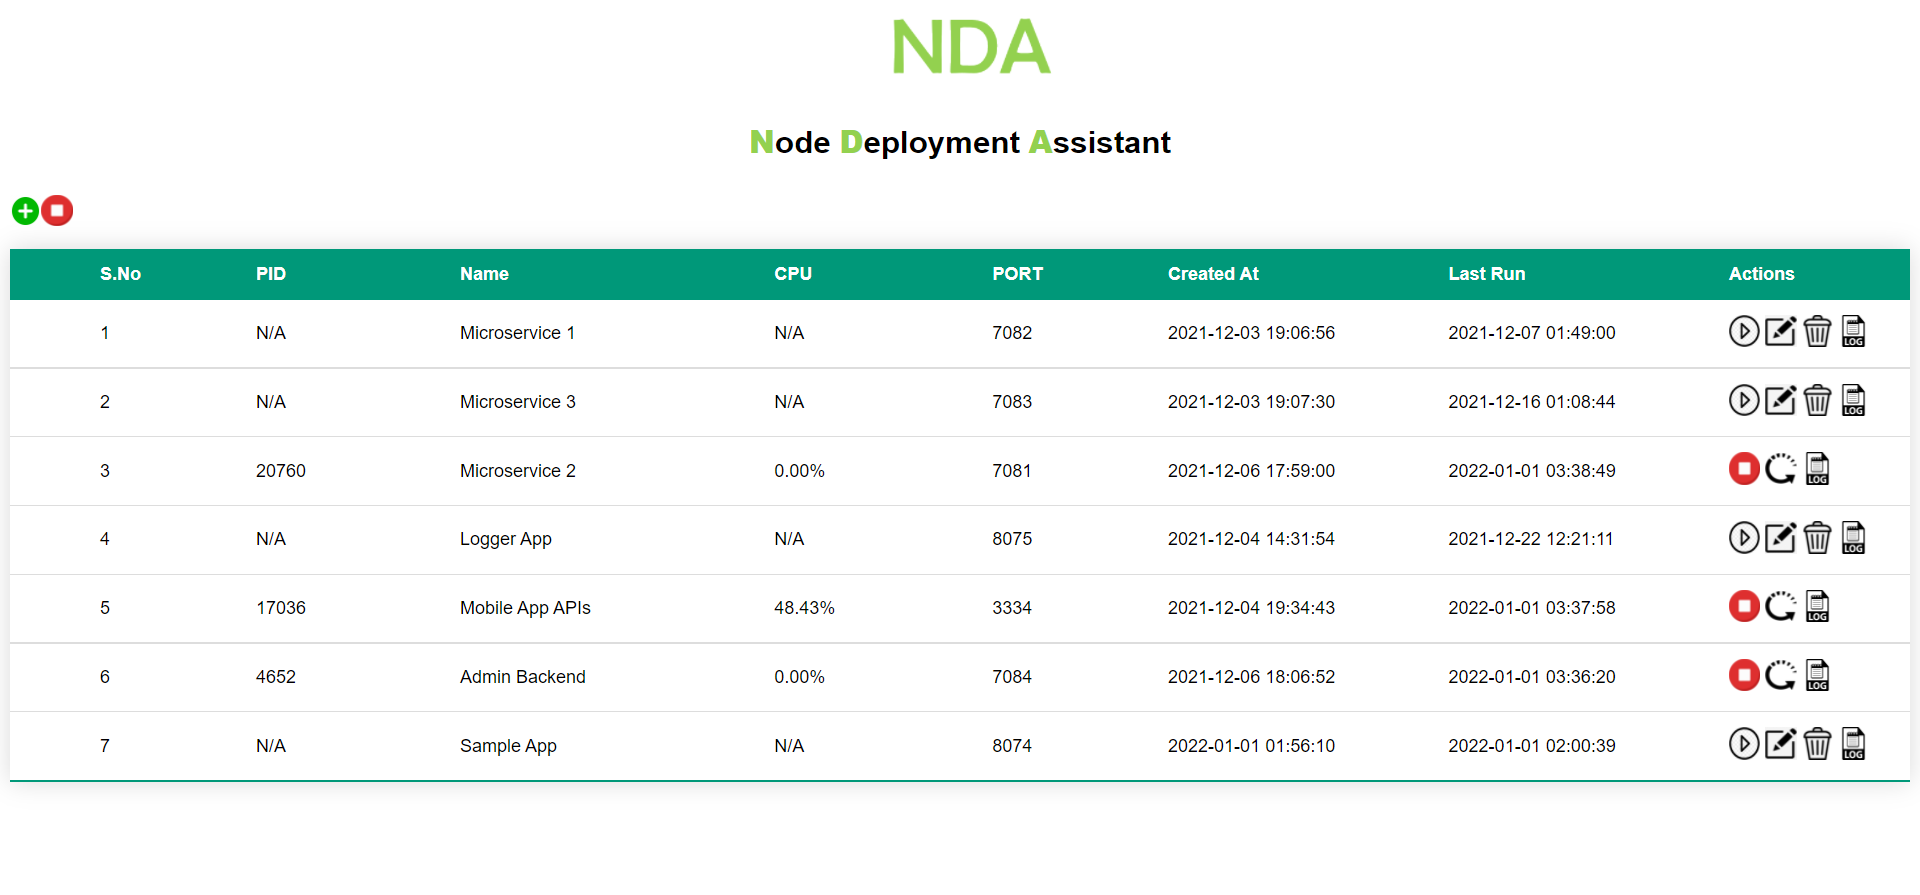 NDA
Node Deployment Assistant
S.No PID Name CPU PORT Created At Last Run Actions
1 N/A Microservice 1 N/A 7082 2021-12-03 19:06:56 2021-12-07 01:49:00 LOG
2 N/A Microservice 3 N/A 7083 2021-12-03 19:07:30 2021-12-16 01:08:44 LOG
3 20760 Microservice 2 0.00% 7081 2021-12-06 17:59:00 2022-01-01 03:38:49 LOG
4 N/A Logger App N/A 8075 2021-12-04 14:31:54 2021-12-22 12:21:11 LOG
5 17036 Mobile App APIs 48.43% 3334 2021-12-04 19:34:43 2022-01-01 03:37:58 LOG
6 4652 Admin Backend 0.00% 7084 2021-12-06 18:06:52 2022-01-01 03:36:20 LOG
7 N/A Sample App N/A 8074 2022-01-01 01:56:10 2022-01-01 02:00:39 LOG